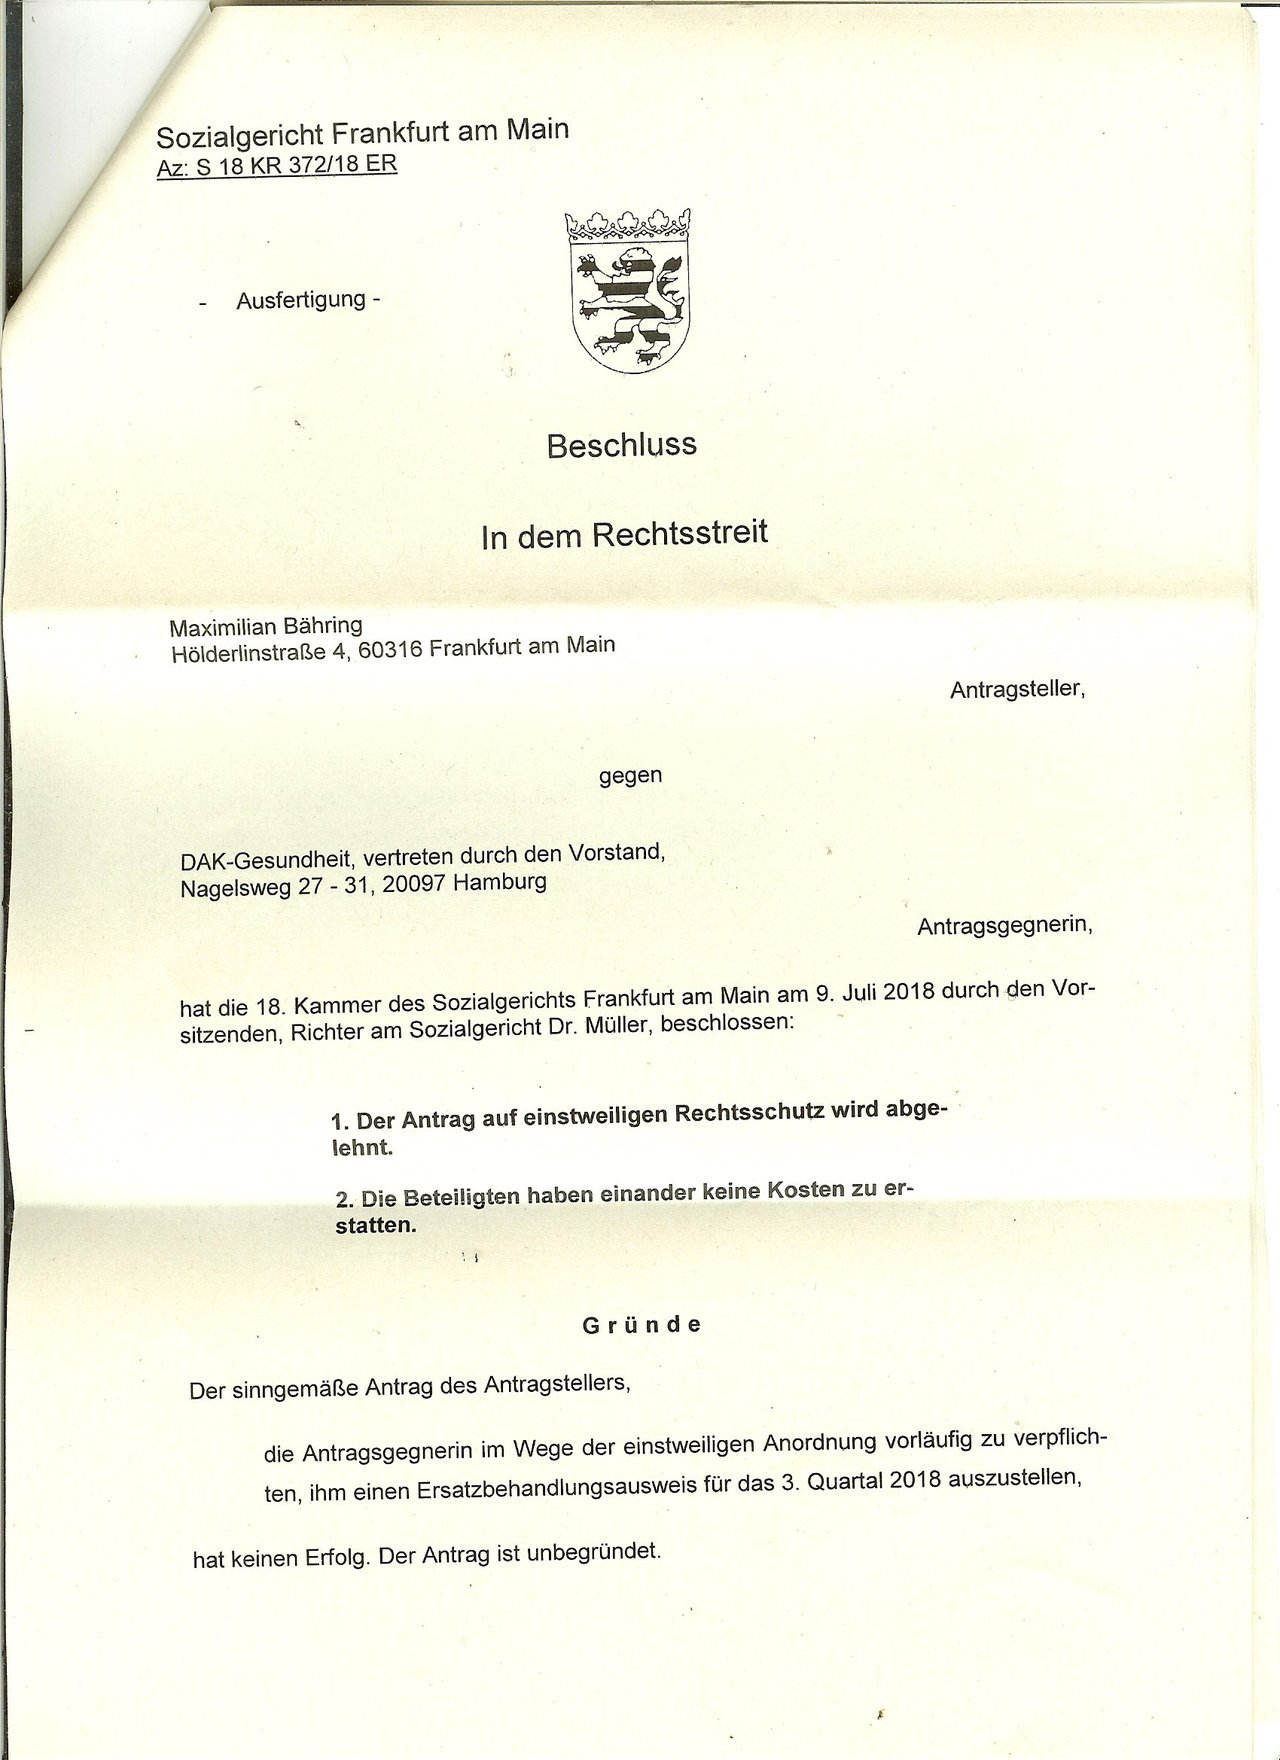 Sozialgericht Frankfurt am Main
Az: S 18 KR 372/18 ER
- Ausfertigung -
Beschluss
In dem Rechtsstreit
Maximilian Bähring
Hölderlinstraße 4, 60316 Frankfurt am Main
Antragsteller,
gegen
DAK-Gesundheit, vertreten durch den Vorstand,
Nagelsweg 27 - 31, 20097 Hamburg
Antragsgegnerin,
hat die 18. Kammer des Sozialgerichts Frankfurt am Main am 9. Juli 2018 durch den Vor-
sitzenden, Richter am Sozialgericht Dr. Müller, beschlossen:
1. Der Antrag auf einstweiligen Rechtsschutz wird abge-
lehnt.
2. Die Beteiligten haben einander keine Kosten zu er-
statten.
G r ü n d e
Der sinngemäße Antrag des Antragstellers,
die Antragsgegnerin im Wege der einstweiligen Anordnung vorläufig zu verpflich-
ten, ihm einen Ersatzbehandlungsausweis für das 3. Quartal 2018 auszustellen,
hat keinen Erfolg. Der Antrag ist unbegründet.